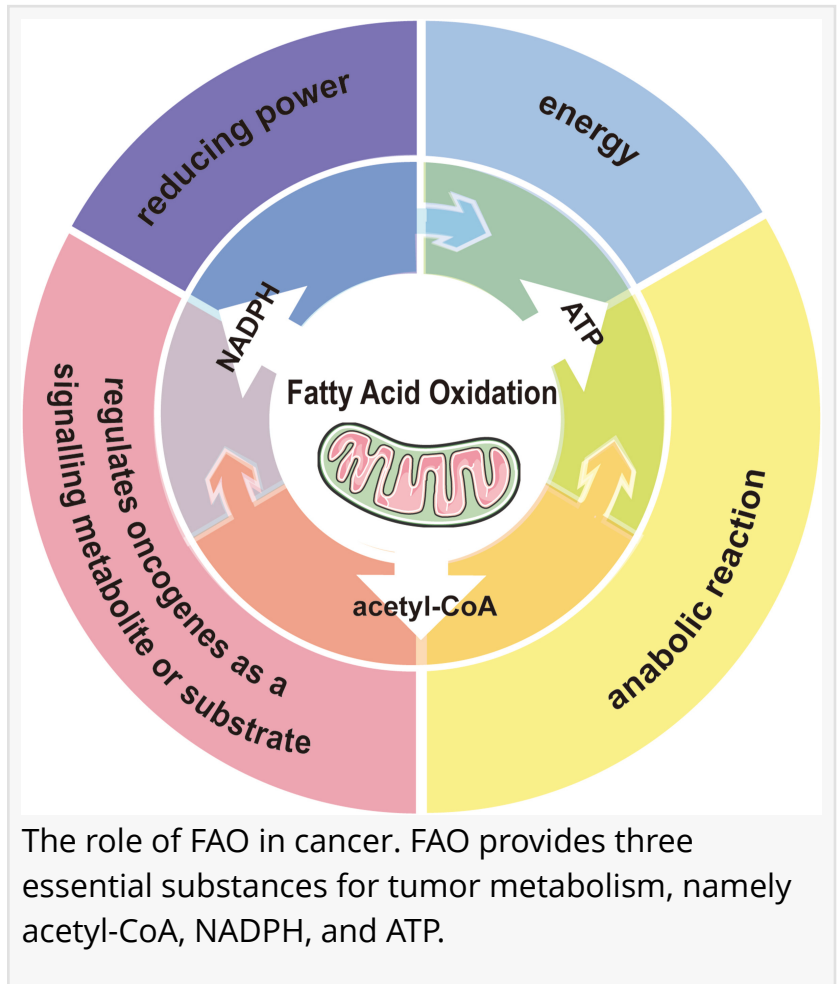 reducing power
energy
NADPH
ATP
Fatty Acid Oxidation
regulates oncogenes as a
signalling metabolite or substrate
acetyl-CoA
anabolic reaction
The role of FAO in cancer. FAO provides three
essential substances for tumor metabolism, namely
acetyl-CoA, NADPH, and ATP.